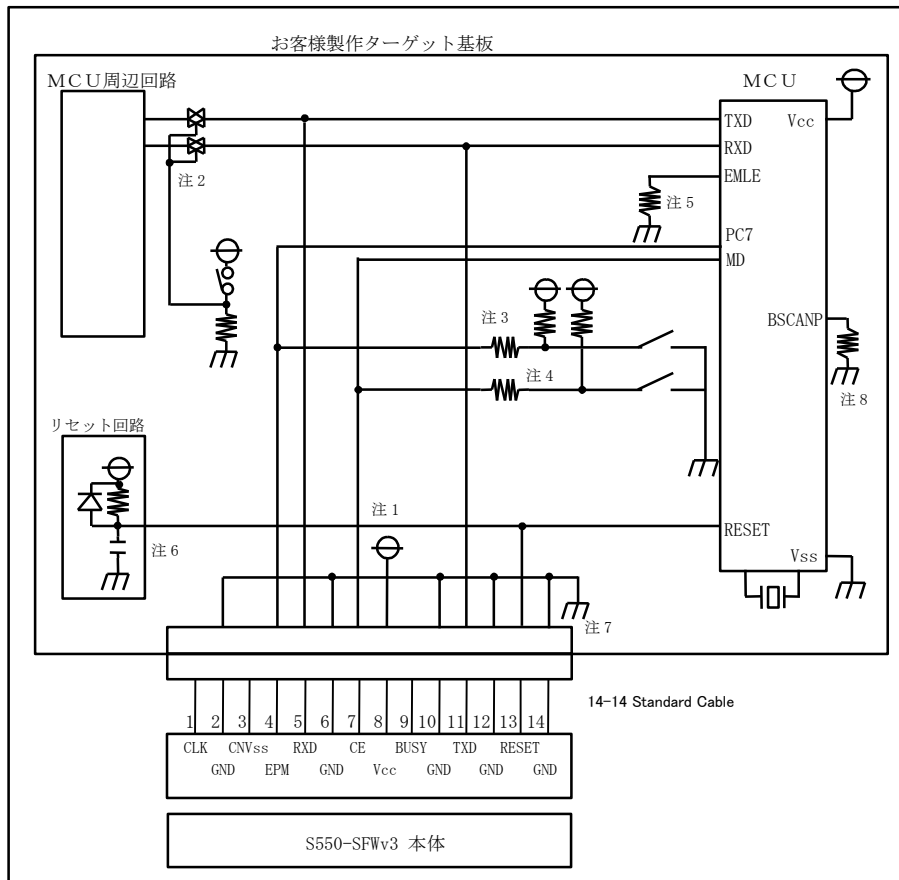 お客様製作ターゲット基板
ＭＣＵ周辺回路
ＭＣＵ
TXD
Vcc
RXD
注２
EMLE
注５
PC7
MD
注３
BSCANP
注４
注８
リセット回路
注１
RESET
注６
Vss
注７
14-14 Standard Cable
1 2 3 4 5 6 7 8 9 10 11 12 13 14
CLK CNVss RXD CE BUSY TXD RESET
GND EPM GND Vcc GND GND GND
S550-SFWv3 本体